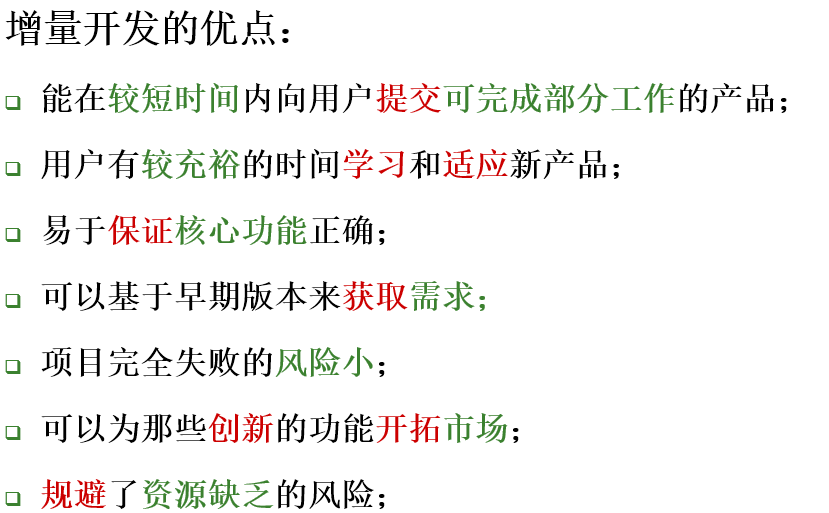 增量开发的优点：
能在较短时间内向用户提交可完成部分工作的产品；
用户有较充裕的时间学习和适应新产品；
易于保证核心功能正确；
可以基于早期版本来获取需求；
项目完全失败的风险小；
可以为那些创新的功能开拓市场；
规避了资源缺乏的风险；